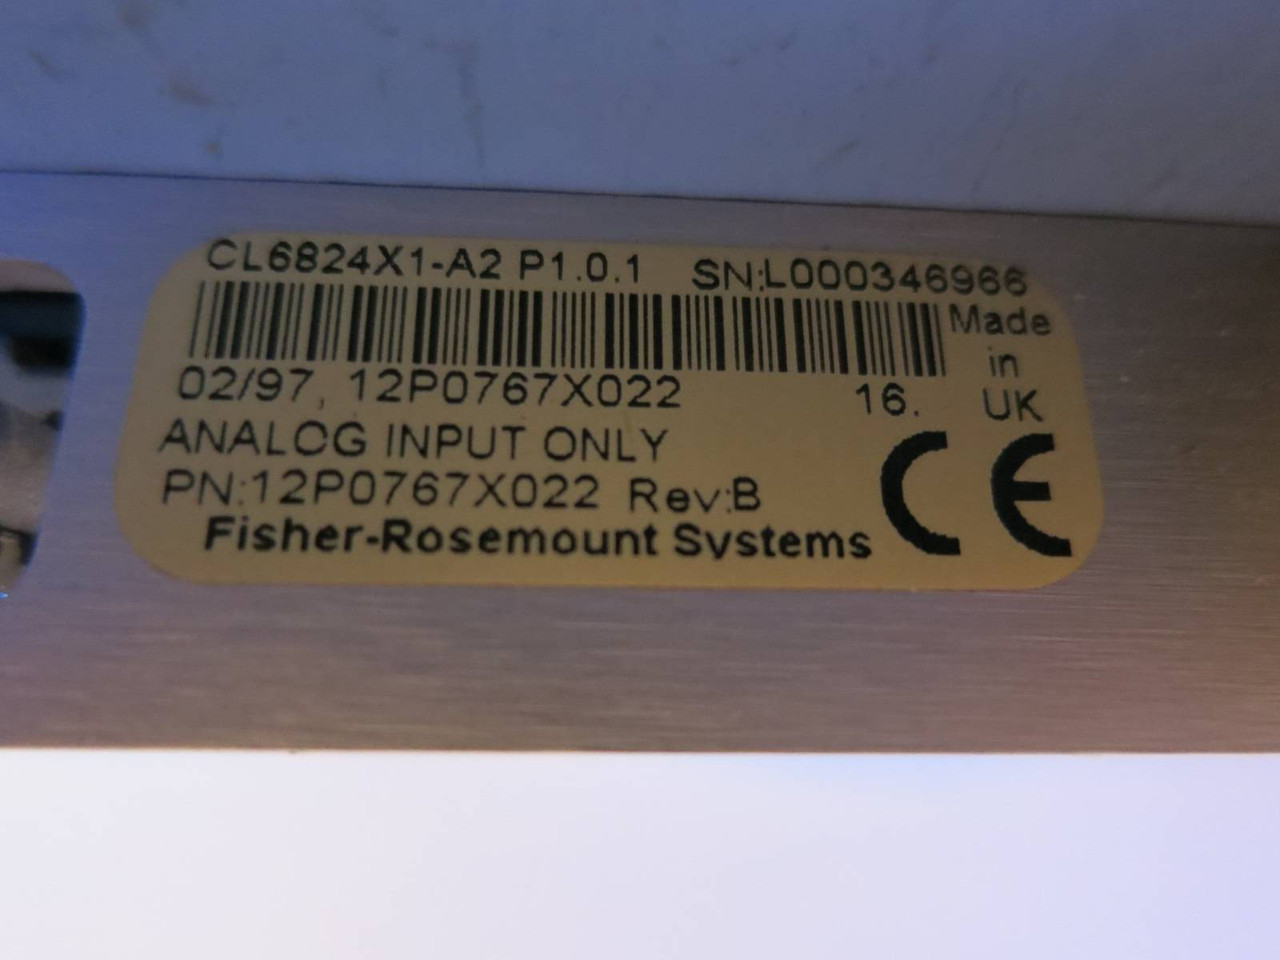 CL6824X1-A2 P1.0.1 SN:L000346966
Made
in
UK
02/97, 12P0767X022 16.
ANALOG INPUT ONLY
PN:12P0767X022 Rev:B
Fisher-Rosemount Systems
CE